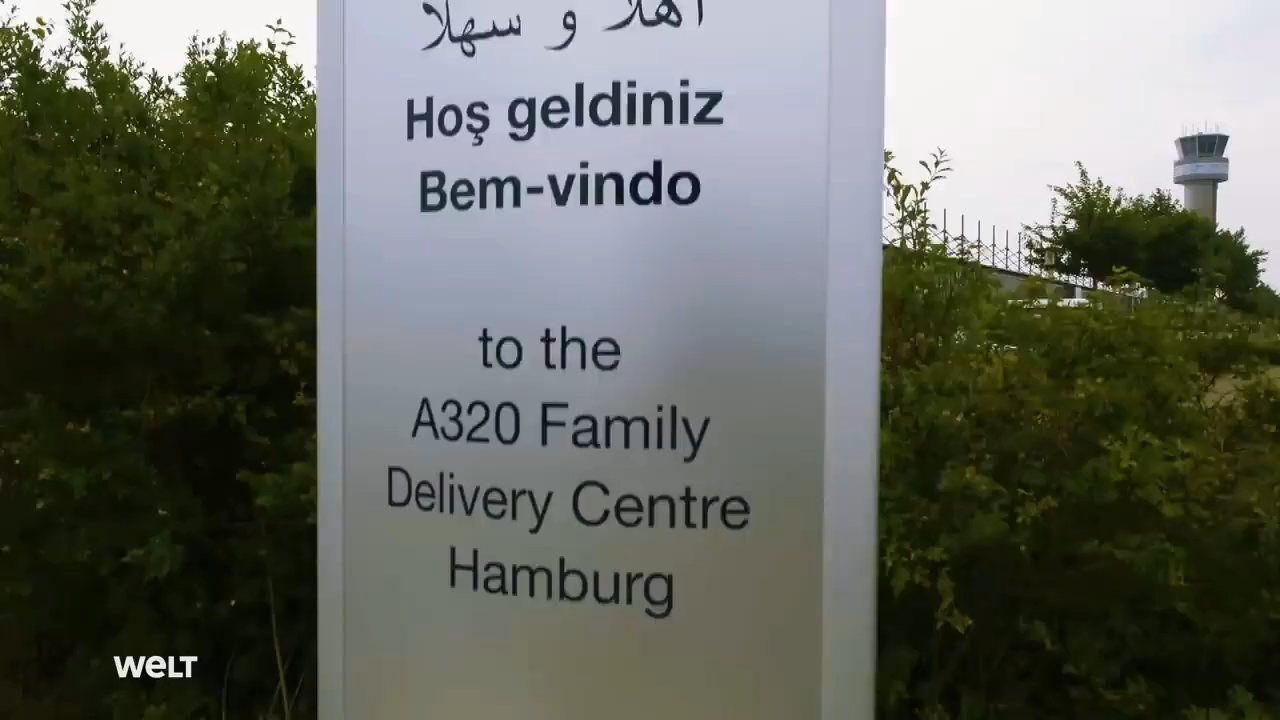 أهلا و سهلا
Hoş geldiniz
Bem-vindo
to the
A320 Family
Delivery Centre
Hamburg
WELT